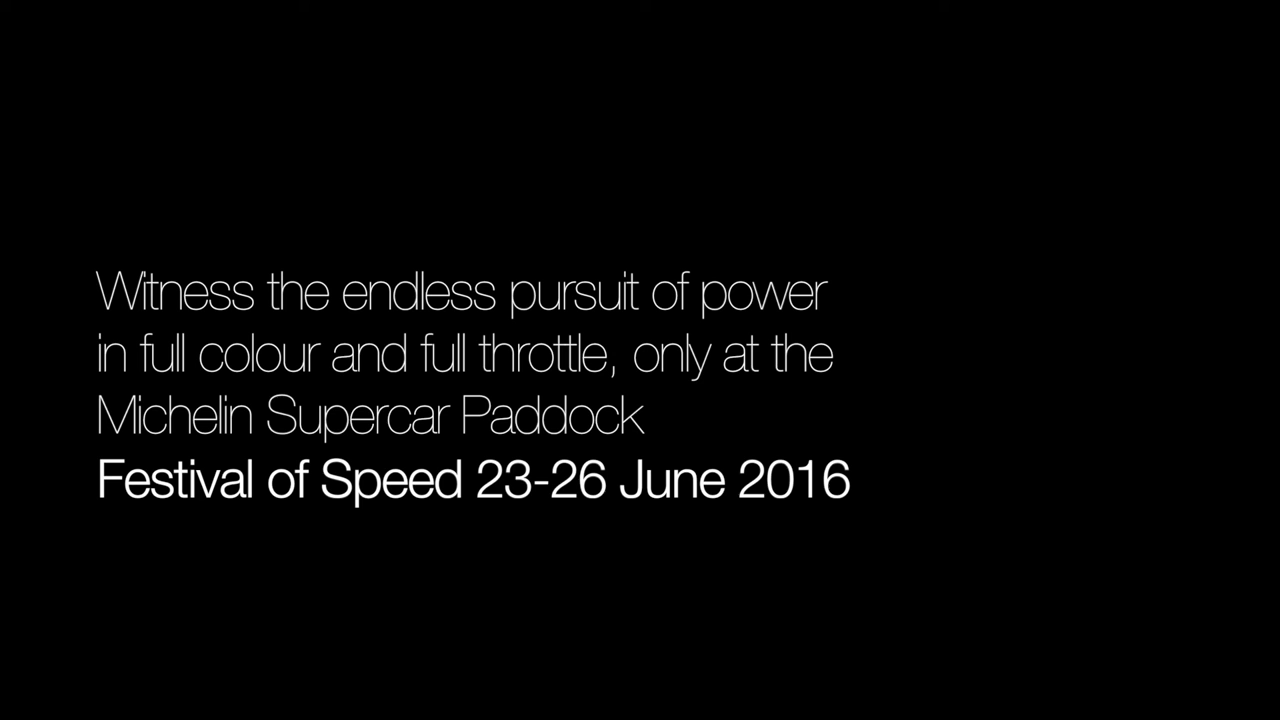 Witness the endless pursuit of power
in full colour and full throttle, only at the
Michelin Supercar Paddock
Festival of Speed 23-26 June 2016